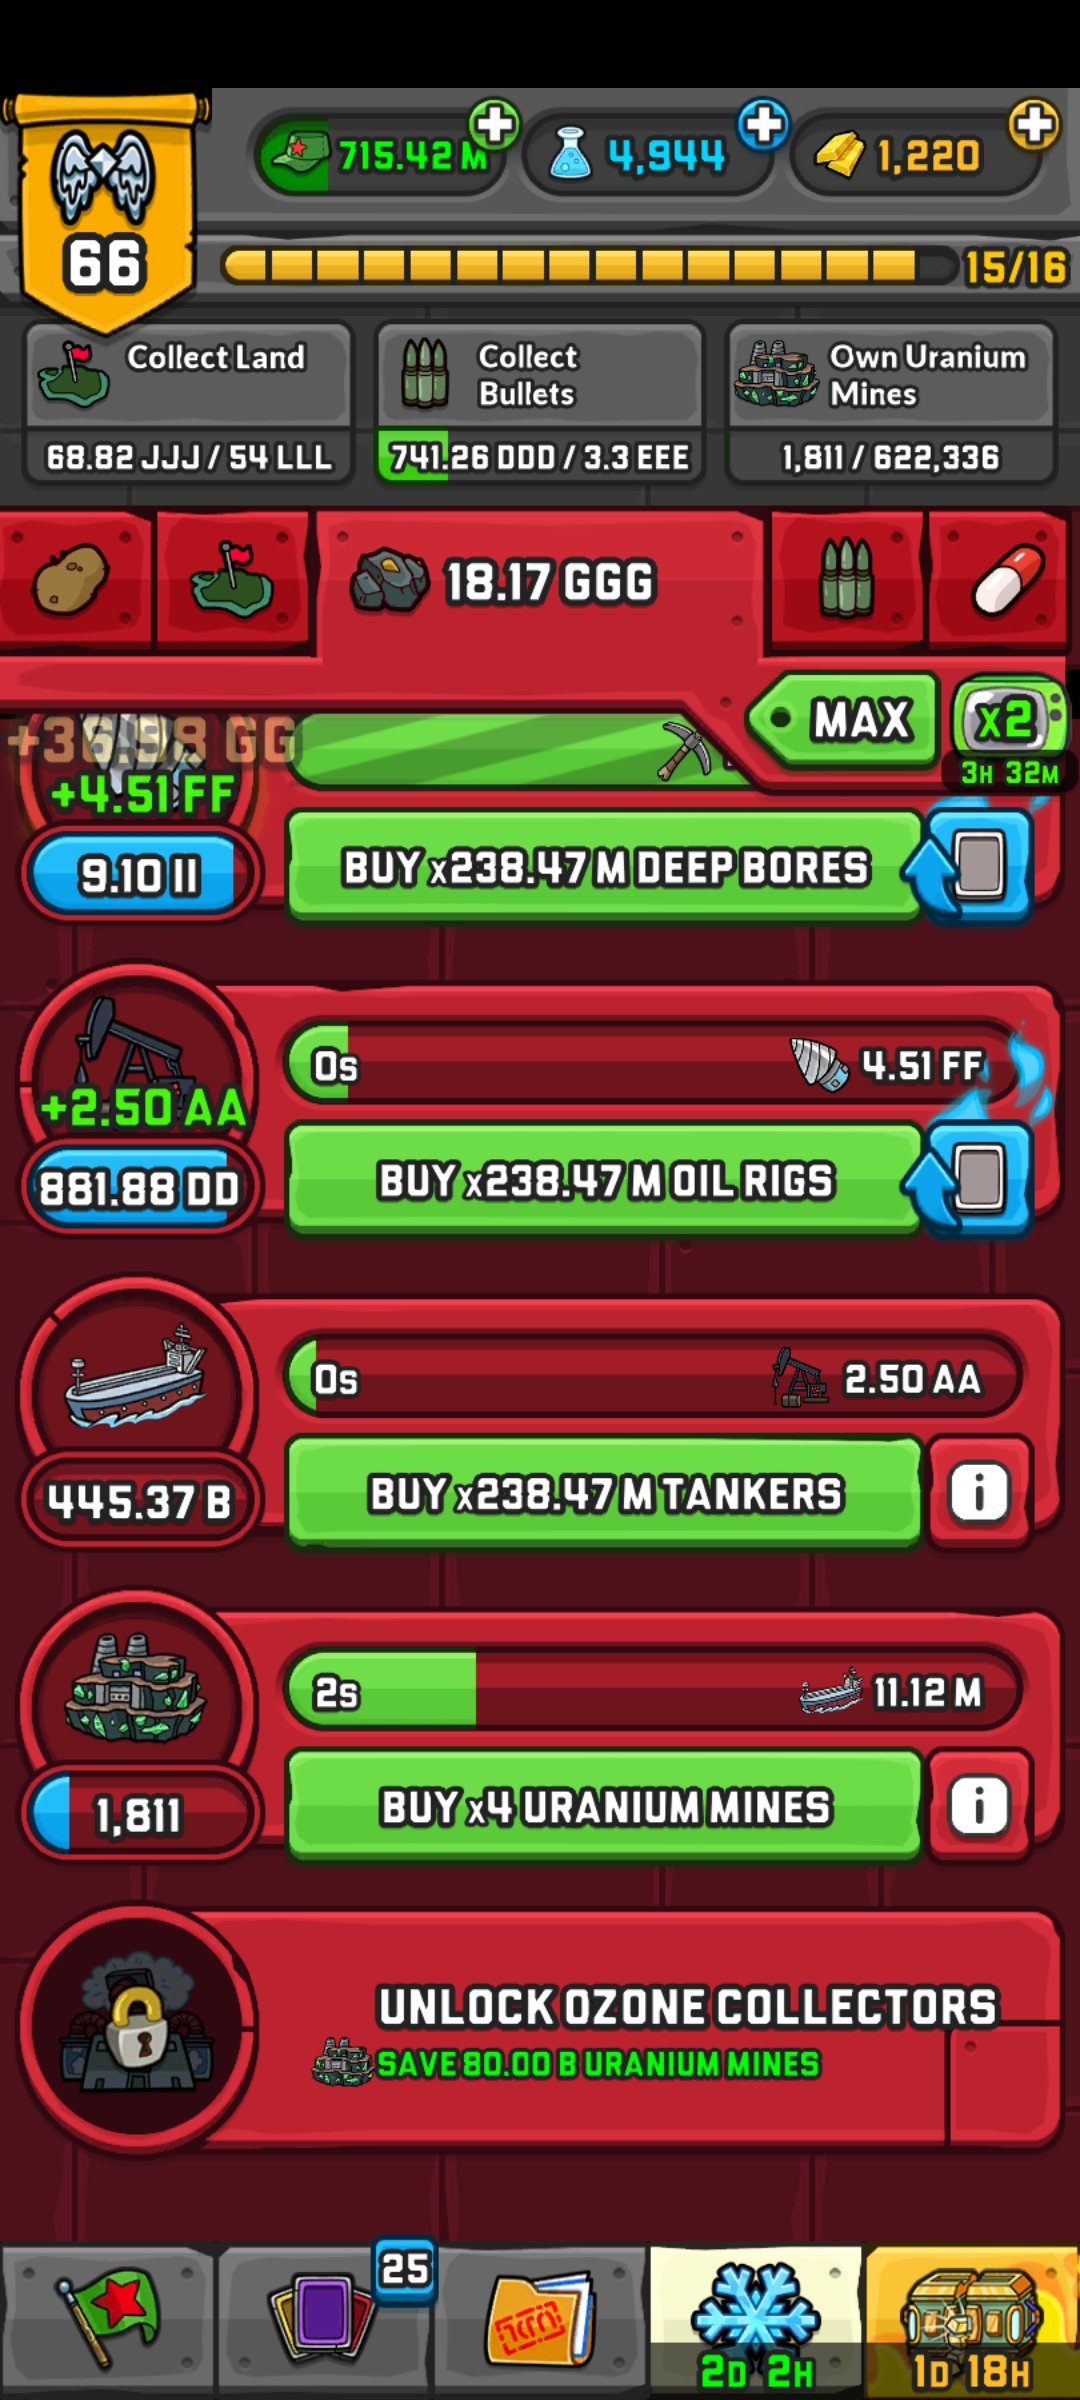 715.42 M
4,944
1,220
66
15/16
Collect Land
68.82 JJJ / 54 LLL
Collect
Bullets
741.26 DDD / 3.3 EEE
Own Uranium
Mines
1,811 / 622,336
18.17 GGG
MAX
x2
3H 32M
+36.98 GG
+4.51 FF
9.10 II
BUY x238.47 M DEEP BORES
+2.50 AA
0s
4.51 FF
881.88 DD
BUY x238.47 M OIL RIGS
0s
2.50 AA
445.37 B
BUY x238.47 M TANKERS
i
2s
11.12 M
1,811
BUY x4 URANIUM MINES
i
UNLOCK OZONE COLLECTORS
SAVE 80.00 B URANIUM MINES
25
2D 2H
1D 18H